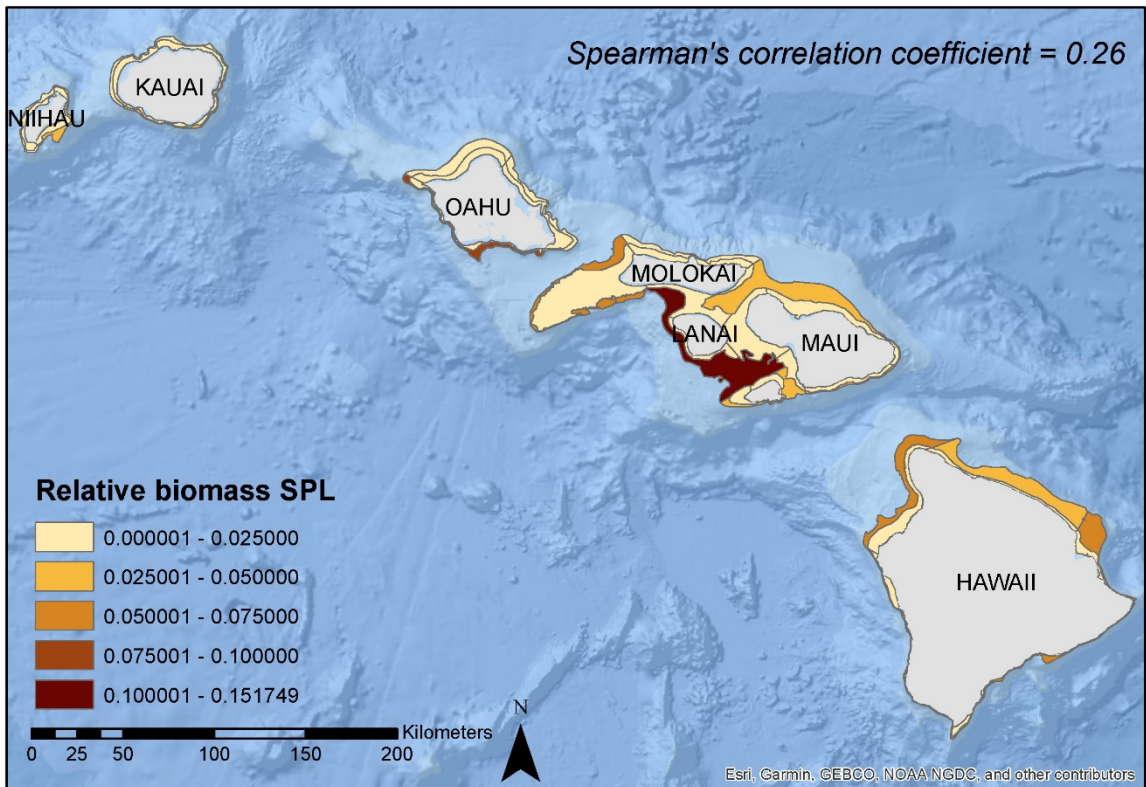 Spearman's correlation coefficient = 0.26
KAUAI
NIIHAU
OAHU
MOLOKAI
LANAI
MAUI
HAWAII
Relative biomass SPL
0.000001 - 0.025000
0.025001 - 0.050000
0.050001 - 0.075000
0.075001 - 0.100000
0.100001 - 0.151749
N
Kilometers
0 25 50 100 150 200
Esri, Garmin, GEBCO, NOAA NGDC, and other contributors